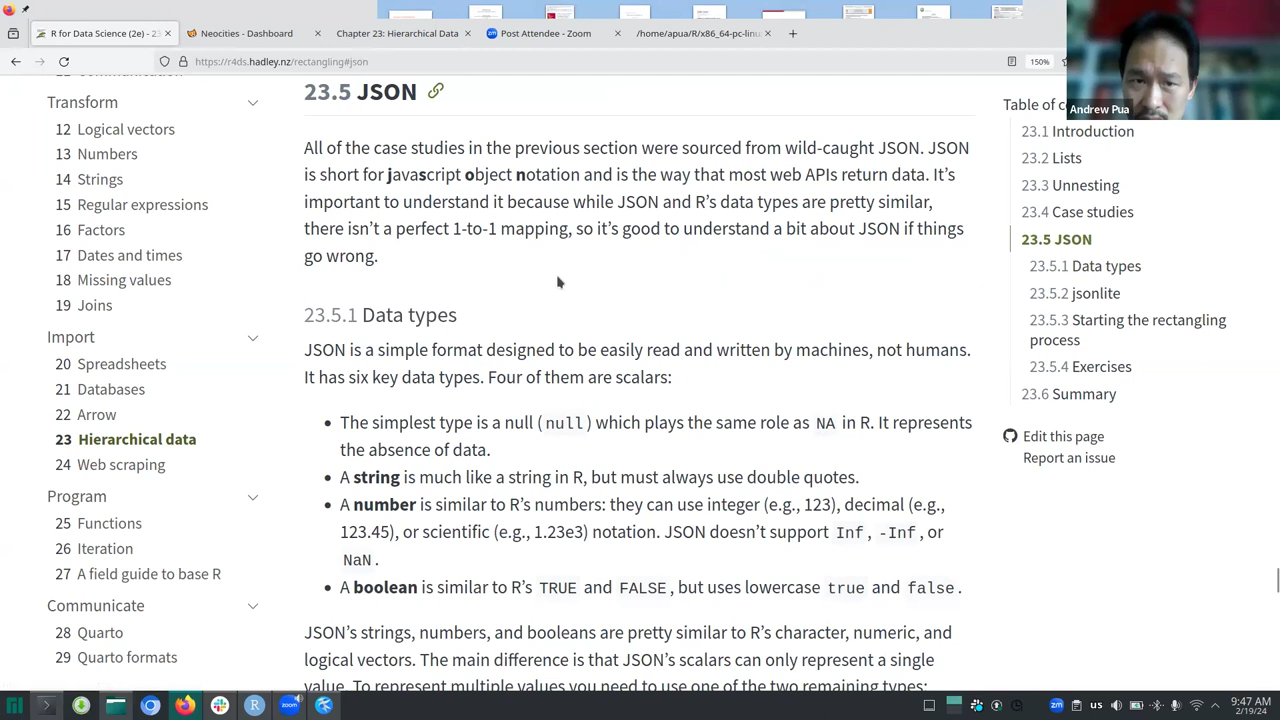 R for Data Science (2e) - 23
Neocities - Dashboard
Chapter 23: Hierarchical Data
Post Attendee - Zoom
/home/apua/R/x86_64-pc-linu
https://r4ds.hadley.nz/rectangling#json
150%
Andrew Pua
Transform
12 Logical vectors
13 Numbers
14 Strings
15 Regular expressions
16 Factors
17 Dates and times
18 Missing values
19 Joins
Import
20 Spreadsheets
21 Databases
22 Arrow
23 Hierarchical data
24 Web scraping
Program
25 Functions
26 Iteration
27 A field guide to base R
Communicate
28 Quarto
29 Quarto formats
23.5 JSON
All of the case studies in the previous section were sourced from wild-caught JSON. JSON
is short for javascript object notation and is the way that most web APIs return data. It's
important to understand it because while JSON and R's data types are pretty similar,
there isn't a perfect 1-to-1 mapping, so it's good to understand a bit about JSON if things
go wrong.
23.5.1 Data types
JSON is a simple format designed to be easily read and written by machines, not humans.
It has six key data types. Four of them are scalars:
• The simplest type is a null (null) which plays the same role as NA in R. It represents
the absence of data.
• A string is much like a string in R, but must always use double quotes.
• A number is similar to R's numbers: they can use integer (e.g., 123), decimal (e.g.,
123.45), or scientific (e.g., 1.23e3) notation. JSON doesn't support Inf, -Inf, or
NaN.
• A boolean is similar to R's TRUE and FALSE, but uses lowercase true and false.
JSON's strings, numbers, and booleans are pretty similar to R's character, numeric, and
logical vectors. The main difference is that JSON's scalars can only represent a single
value. To represent multiple values you need to use one of the two remaining types:
Table of
23.1 Introduction
23.2 Lists
23.3 Unnesting
23.4 Case studies
23.5 JSON
23.5.1 Data types
23.5.2 jsonlite
23.5.3 Starting the rectangling
process
23.5.4 Exercises
23.6 Summary
Edit this page
Report an issue
us
9:47 AM
2/19/24